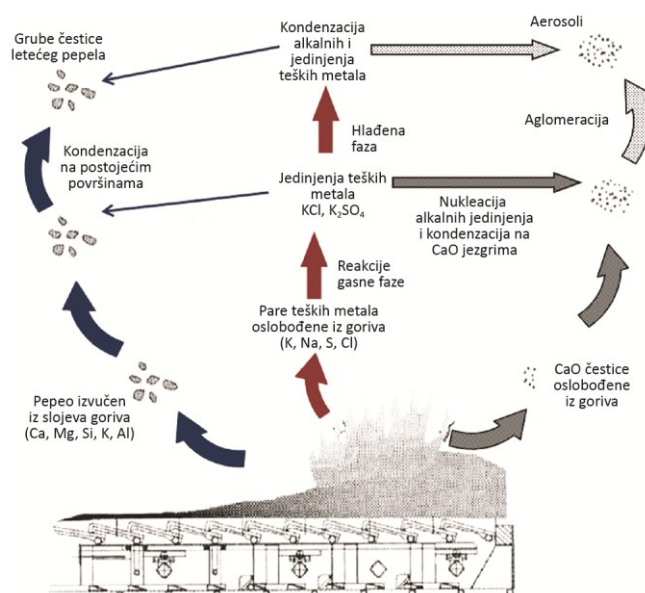 Grube čestice
letećeg pepela
Kondenzacija
alkalnih i
jedinjenja
teških metala
Aerosoli
Hlađena
faza
Aglomeracija
Kondenzacija
na postojećim
površinama
Jedinjenja teških
metala
KCl, K₂SO₄
Nukleacija
alkalnih jedinjenja
i kondenzacija na
CaO jezgrima
Reakcije
gasne faze
Pare teških metala
oslobođene iz goriva
(K, Na, S, Cl)
Pepeo izvučen
iz slojeva goriva
(Ca, Mg, Si, K, Al)
CaO čestice
oslobođene
iz goriva